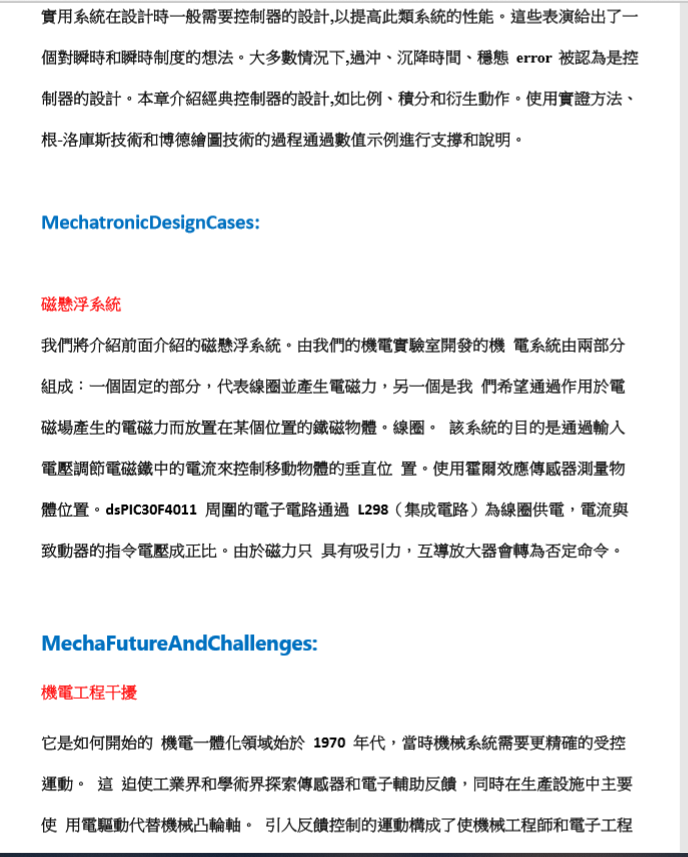 實用系統在設計時一般需要控制器的設計,以提高此類系統的性能。這些表演給出了一
個對瞬時和瞬時制度的想法。大多數情況下,過沖、沉降時間、穩態 error 被認為是控
制器的設計。本章介紹經典控制器的設計,如比例、積分和衍生動作。使用實證方法、
根-洛庫斯技術和博德繪圖技術的過程通過數值示例進行支撐和說明。
MechatronicDesignCases:
磁懸浮系統
我們將介紹前面介紹的磁懸浮系統。由我們的機電實驗室開發的機 電系統由兩部分
組成：一個固定的部分，代表線圈並產生電磁力，另一個是我 們希望通過作用於電
磁場產生的電磁力而放置在某個位置的鐵磁物體。線圈。 該系統的目的是通過輸入
電壓調節電磁鐵中的電流來控制移動物體的垂直位 置。使用霍爾效應傳感器測量物
體位置。dsPIC30F4011 周圍的電子電路通過 L298（集成電路）為線圈供電，電流與
致動器的指令電壓成正比。由於磁力只 具有吸引力，互導放大器會轉為否定命令。
MechaFutureAndChallenges:
機電工程干擾
它是如何開始的 機電一體化領域始於 1970 年代，當時機械系統需要更精確的受控
運動。 這 迫使工業界和學術界探索傳感器和電子輔助反饋，同時在生產設施中主要
使 用電驅動代替機械凸輪軸。 引入反饋控制的運動構成了使機械工程師和電子工程